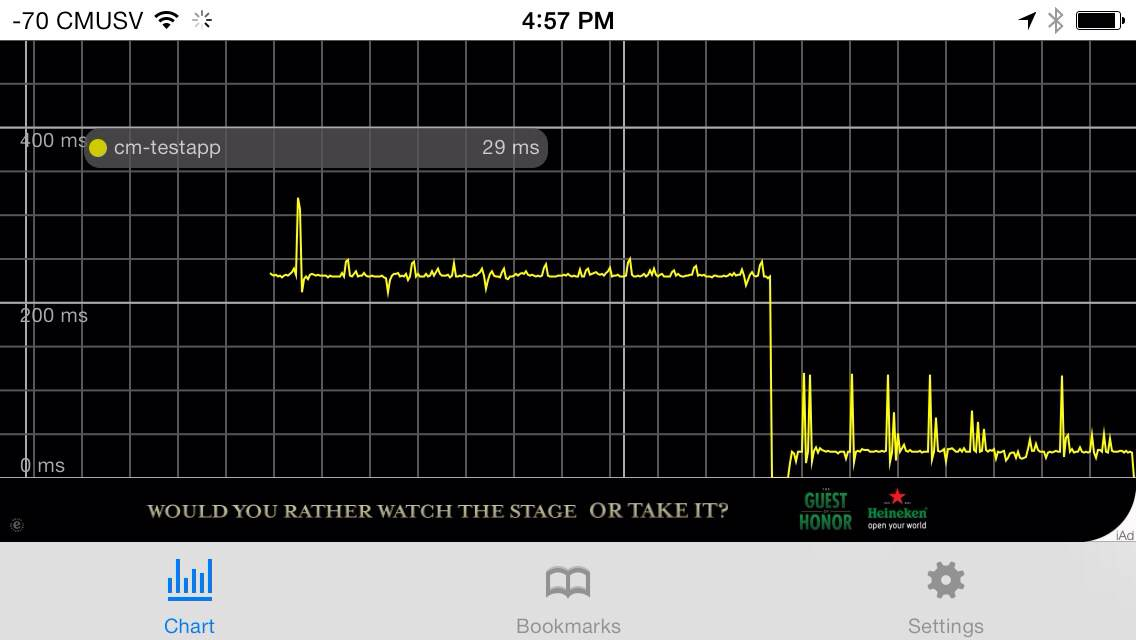 -70 CMUSV 4:57 PM
400 ms
cm-testapp 29 ms
200 ms
0 ms
WOULD YOU RATHER WATCH THE STAGE OR TAKE IT?
GUEST
HONOR
Heineken
open your world
iAd
Chart Bookmarks Settings